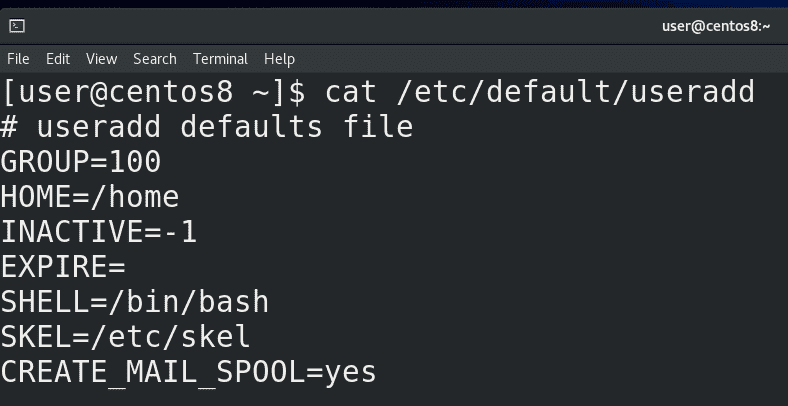 user@centos8:~
File Edit View Search Terminal Help
[user@centos8 ~]$ cat /etc/default/useradd
# useradd defaults file
GROUP=100
HOME=/home
INACTIVE=-1
EXPIRE=
SHELL=/bin/bash
SKEL=/etc/skel
CREATE_MAIL_SPOOL=yes